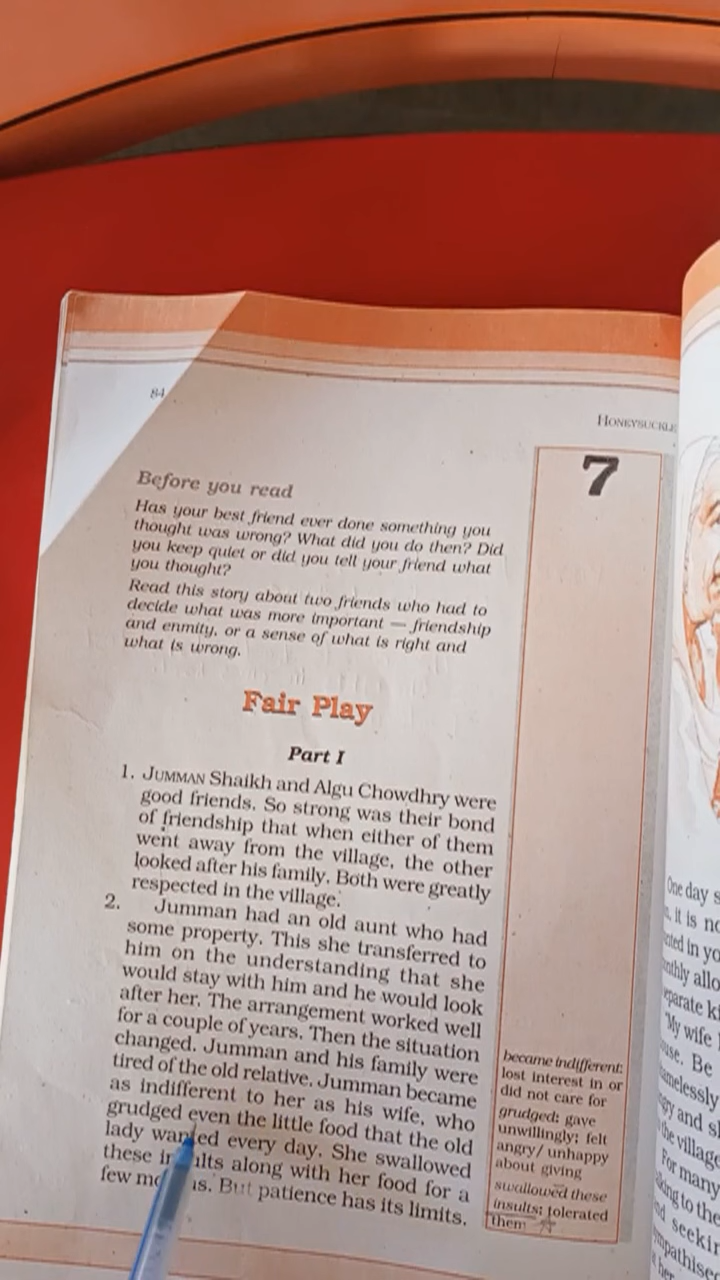 84
HONEYSUCKLE
7
Before you read
Has your best friend ever done something you
thought was wrong? What did you do then? Did
you keep quiet or did you tell your friend what
you thought?
Read this story about two friends who had to
decide what was more important — friendship
and enmity, or a sense of what is right and
what is wrong.
Fair Play
Part I
1. JUMMAN Shaikh and Algu Chowdhry were
good friends. So strong was their bond
of friendship that when either of them
went away from the village, the other
looked after his family. Both were greatly
respected in the village.
2. Jumman had an old aunt who had
some property. This she transferred to
him on the understanding that she
would stay with him and he would look
after her. The arrangement worked well
for a couple of years. Then the situation
changed. Jumman and his family were
tired of the old relative. Jumman became
as indifferent to her as his wife, who
grudged even the little food that the old
lady wanted every day. She swallowed
these insults along with her food for a
few But patience has its limits.
became indifferent:
lost interest in or
did not care for
grudged: gave
unwillingly; felt
angry/ unhappy
about giving
swallowed these
insults: tolerated
them
One day s
it is no
in yo
allo
ki
"My wife
Be
and s
the village
For many
to the
seekin
her